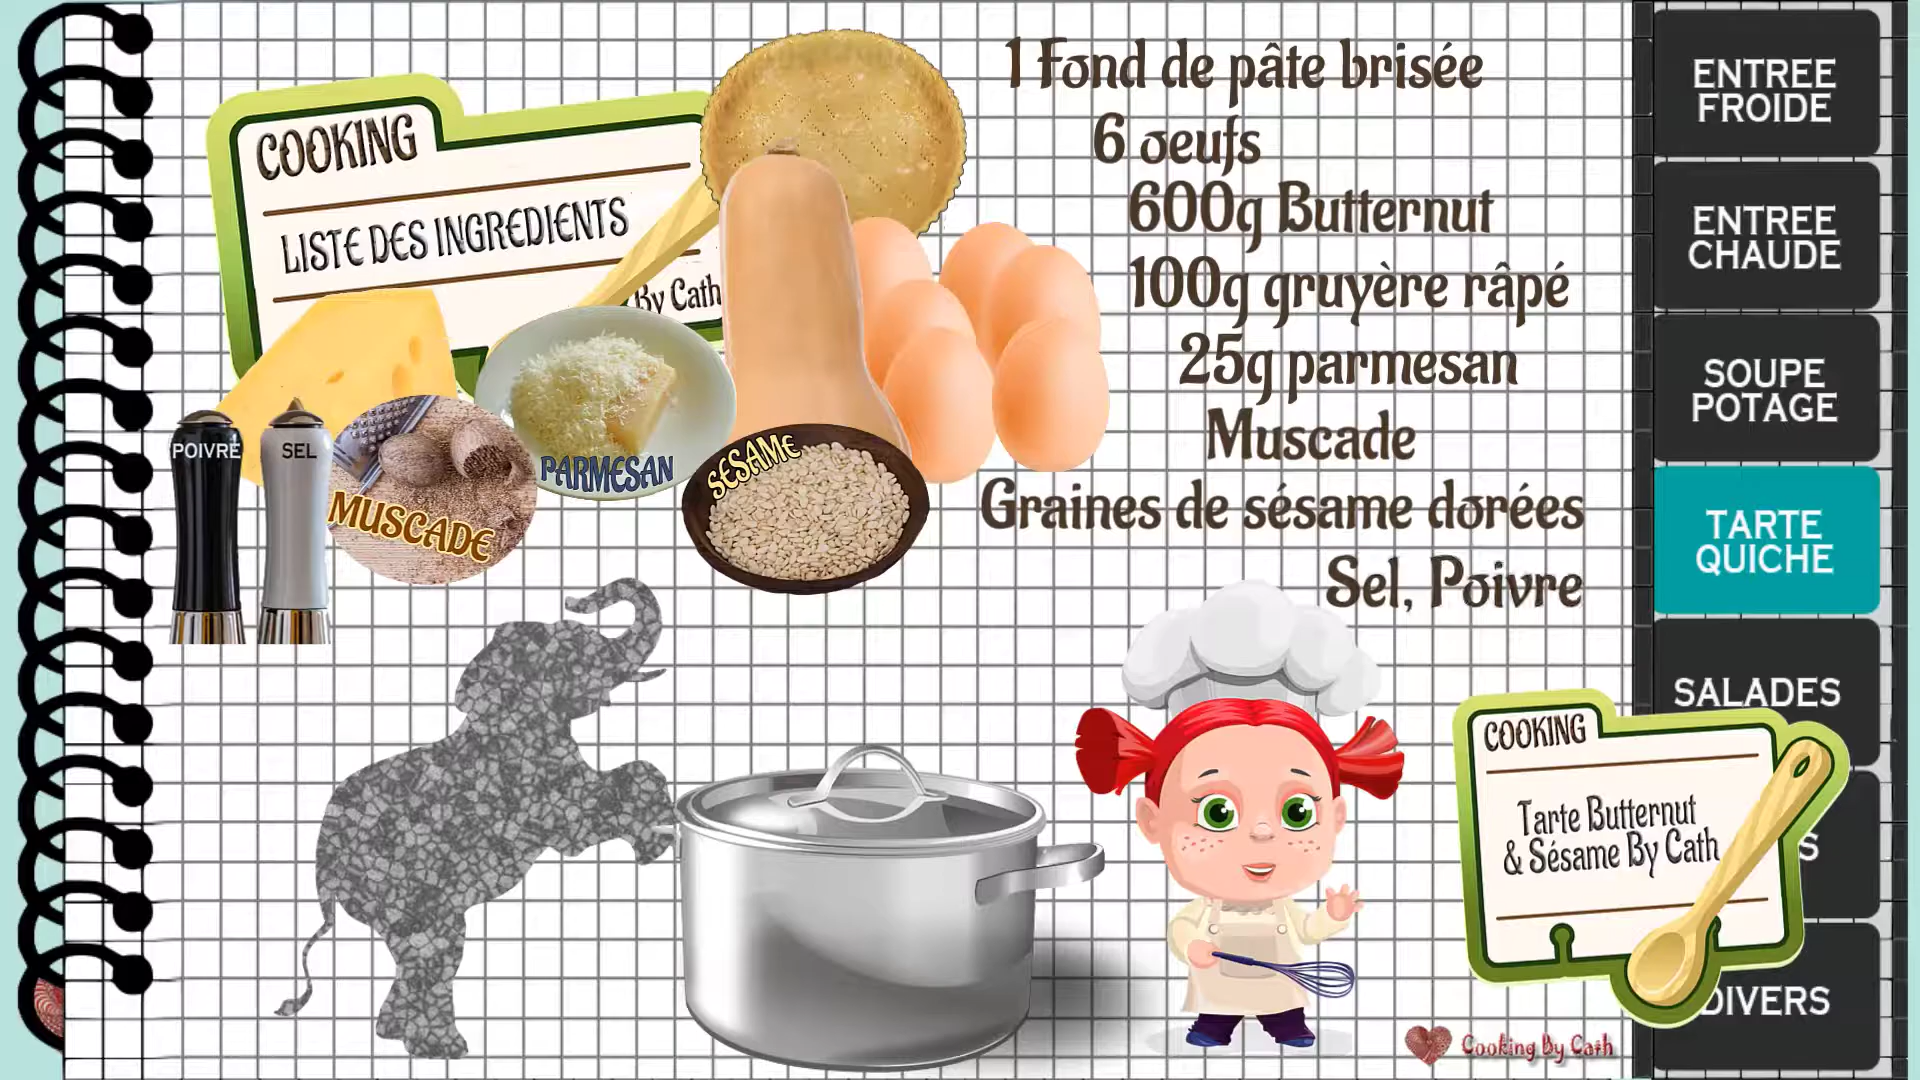 COOKING
LISTE DES INGREDIENTS
By Cath
POIVRE
SEL
MUSCADE
PARMESAN
SESAME
1 Fond de pâte brisée
6 oeufs
600g Butternut
100g gruyère râpé
25g parmesan
Muscade
Graines de sésame dorées
Sel, Poivre
ENTREE
FROIDE
ENTREE
CHAUDE
SOUPE
POTAGE
TARTE
QUICHE
SALADES
DIVERS
COOKING
Tarte Butternut
& Sésame By Cath
Cooking By Cath